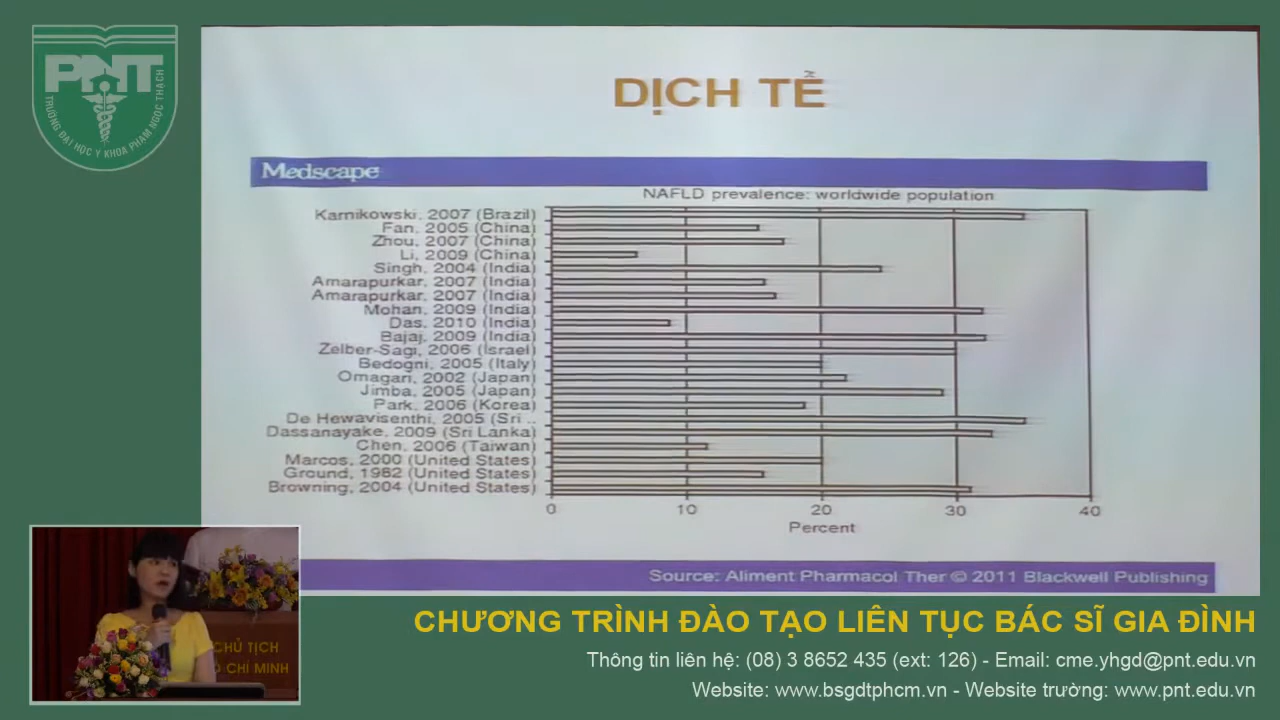 PNT
TRƯỜNG ĐẠI HỌC Y KHOA PHẠM NGỌC THẠCH
DỊCH TỄ
Medscape
NAFLD prevalence: worldwide population
Karnikowski, 2007 (Brazil)
Fan, 2005 (China)
Zhou, 2007 (China)
Li, 2009 (China)
Singh, 2004 (India)
Amarapurkar, 2007 (India)
Amarapurkar, 2007 (India)
Mohan, 2009 (India)
Das, 2010 (India)
Bajaj, 2009 (India)
Zelber-Sagi, 2006 (Israel)
Bedogni, 2005 (Italy)
Omagari, 2002 (Japan)
Jimba, 2005 (Japan)
Park, 2006 (Korea)
De Hewavisenthi, 2005 (Sri ..
Dassanayake, 2009 (Sri Lanka)
Chen, 2006 (Taiwan)
Marcos, 2000 (United States)
Ground, 1982 (United States)
Browning, 2004 (United States)
0 10 20 30 40
Percent
Source: Aliment Pharmacol Ther © 2011 Blackwell Publishing
CHỦ TỊCH
CHÍ MINH
CHƯƠNG TRÌNH ĐÀO TẠO LIÊN TỤC BÁC SĨ GIA ĐÌNH
Thông tin liên hệ: (08) 3 8652 435 (ext: 126) - Email: cme.yhgd@pnt.edu.vn
Website: www.bsgdtphcm.vn - Website trường: www.pnt.edu.vn